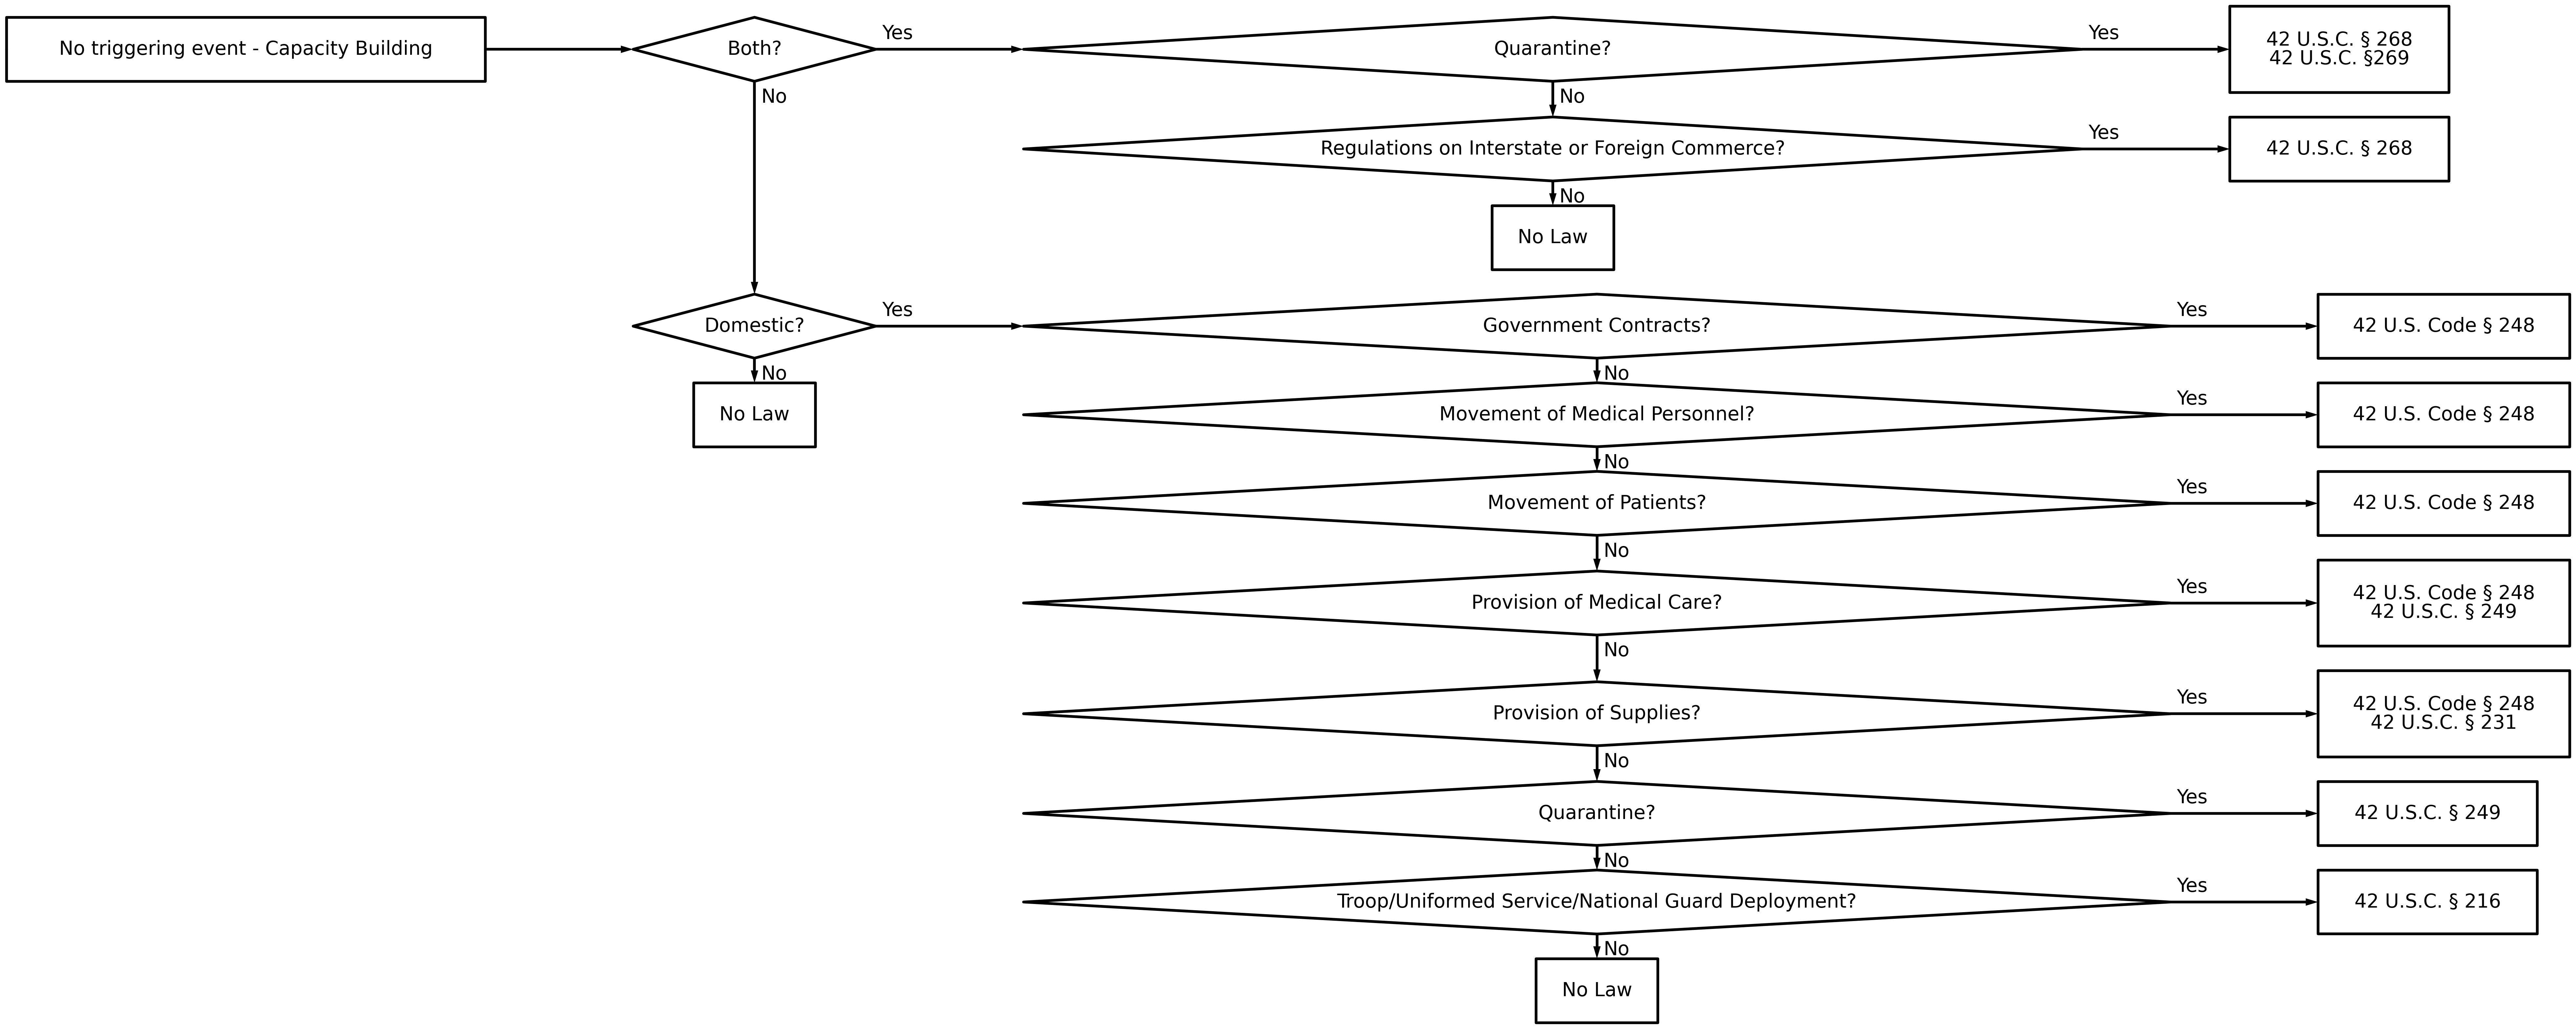 No triggering event - Capacity Building
Both?
Yes
Quarantine?
Yes
42 U.S.C. § 268
42 U.S.C. §269
No
No
Regulations on Interstate or Foreign Commerce?
Yes
42 U.S.C. § 268
No
No Law
Domestic?
Yes
Government Contracts?
Yes
42 U.S. Code § 248
No
No
No Law
Movement of Medical Personnel?
Yes
42 U.S. Code § 248
No
Movement of Patients?
Yes
42 U.S. Code § 248
No
Provision of Medical Care?
Yes
42 U.S. Code § 248
42 U.S.C. § 249
No
Provision of Supplies?
Yes
42 U.S. Code § 248
42 U.S.C. § 231
No
Quarantine?
Yes
42 U.S.C. § 249
No
Troop/Uniformed Service/National Guard Deployment?
Yes
42 U.S.C. § 216
No
No Law